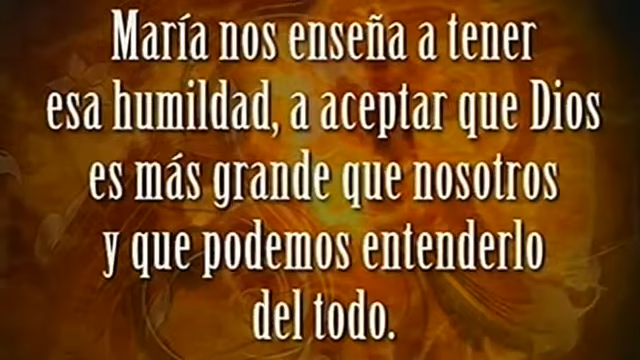 María nos enseña a tener
esa humildad, a aceptar que Dios
es más grande que nosotros
y que podemos entenderlo
del todo.